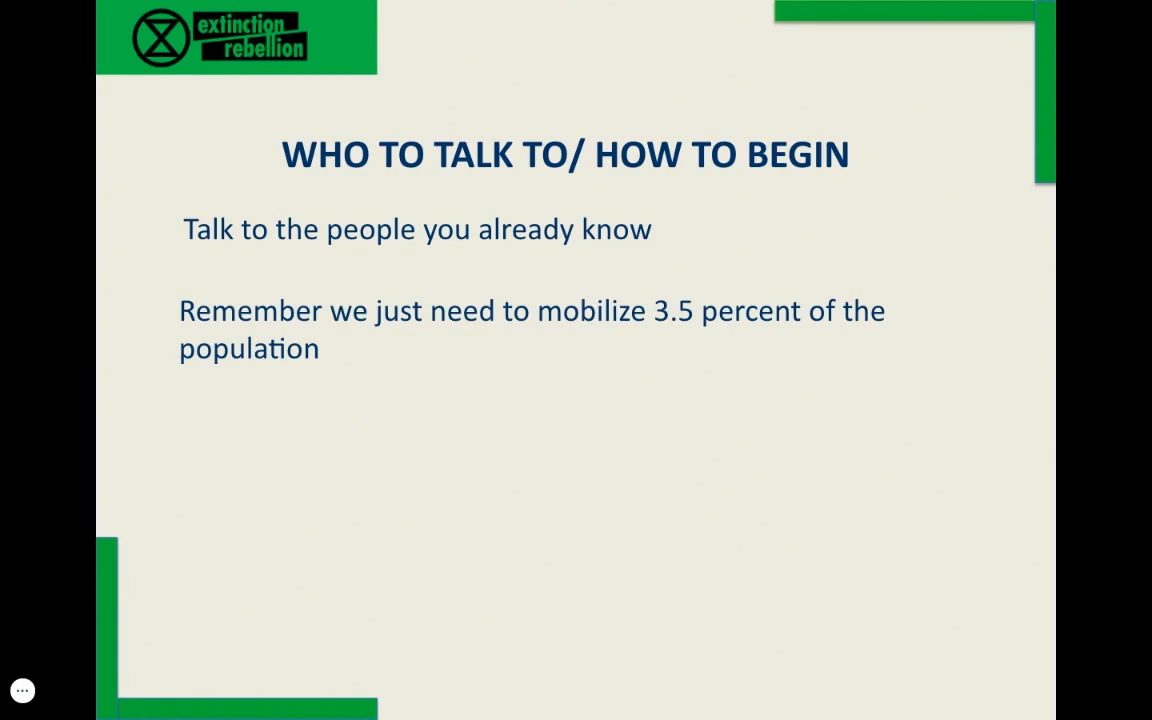 extinction
rebellion
WHO TO TALK TO/ HOW TO BEGIN
Talk to the people you already know
Remember we just need to mobilize 3.5 percent of the
population